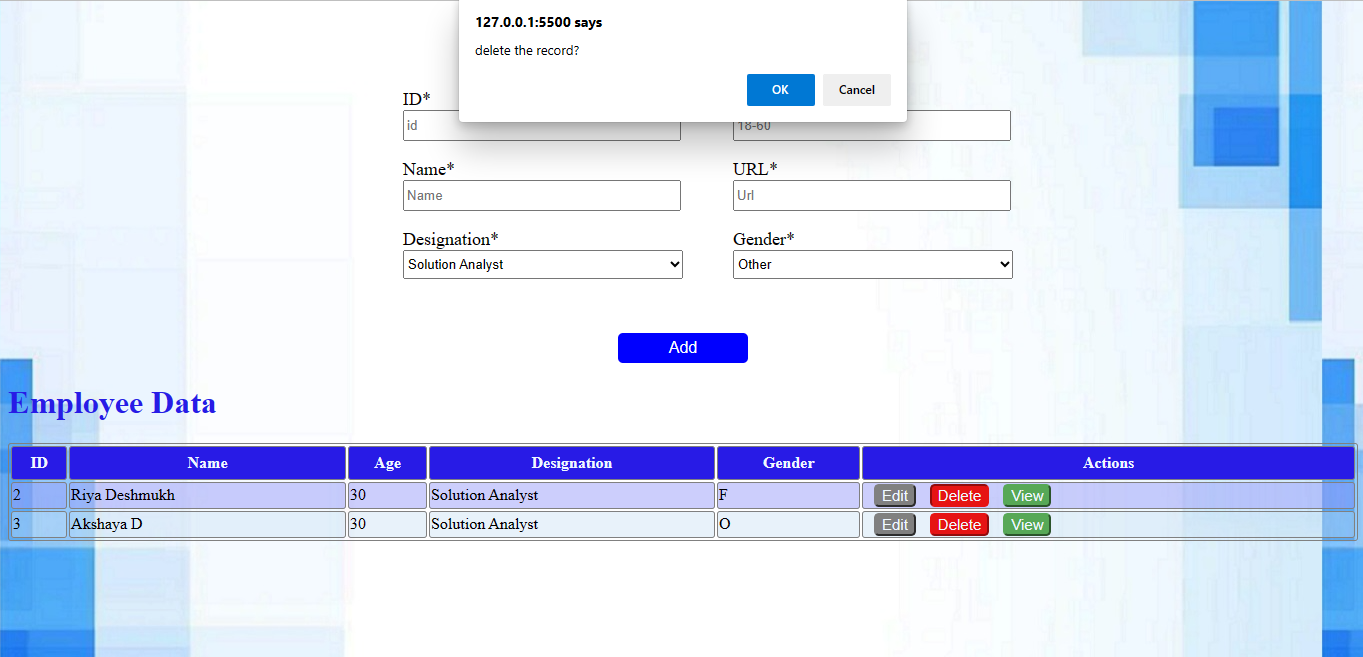 127.0.0.1:5500 says
delete the record?
OK Cancel
ID*
id 18-60
Name* URL*
Name Url
Designation* Gender*
Solution Analyst Other
Add
Employee Data
ID Name Age Designation Gender Actions
2 Riya Deshmukh 30 Solution Analyst F Edit Delete View
3 Akshaya D 30 Solution Analyst O Edit Delete View